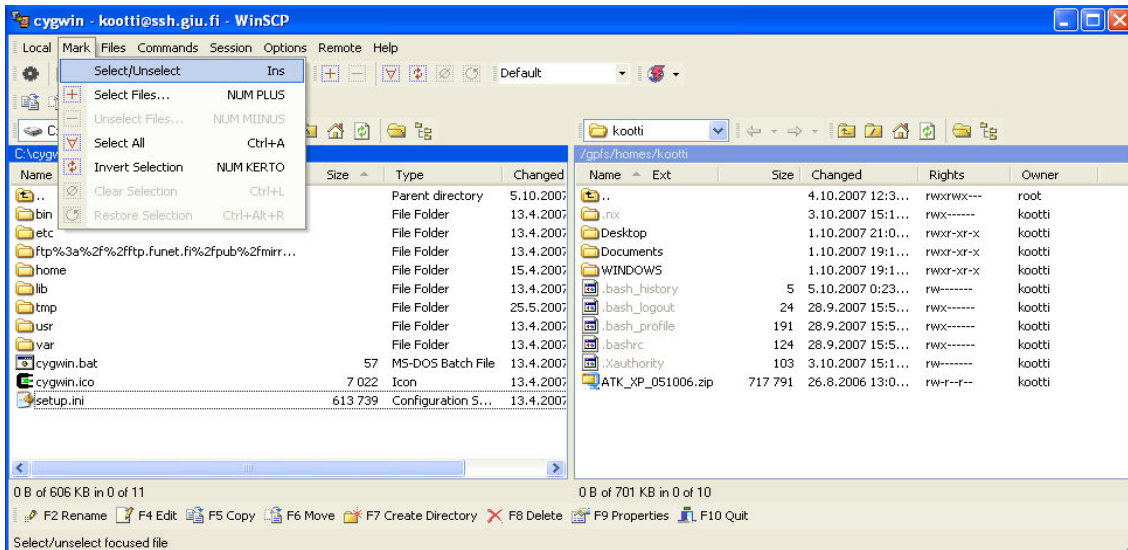 cygwin - kootti@ssh.giu.fi - WinSCP
Local Mark Files Commands Session Options Remote Help
Select/Unselect Ins
Default
Select Files... NUM PLUS
Unselect Files... NUM MIINUS
Select All Ctrl+A
Invert Selection NUM KERTO
Clear Selection Ctrl+L
Restore Selection Ctrl+Alt+R
kootti
C:\cygw
/gpfs/homes/kootti
Name Size Type Changed
.. Parent directory 5.10.2007
bin File Folder 13.4.2007
etc File Folder 13.4.2007
ftp%3a%2f%2fftp.funet.fi%2fpub%2fmirr... File Folder 13.4.2007
home File Folder 15.4.2007
lib File Folder 13.4.2007
tmp File Folder 25.5.2007
usr File Folder 13.4.2007
var File Folder 13.4.2007
cygwin.bat 57 MS-DOS Batch File 13.4.2007
cygwin.ico 7 022 Icon 13.4.2007
setup.ini 613 739 Configuration S... 13.4.2007
Name Ext Size Changed Rights Owner
.. 4.10.2007 12:3... rwxrwx--- root
.nx 3.10.2007 15:1... rwx------ kootti
Desktop 1.10.2007 21:0... rwxr-xr-x kootti
Documents 1.10.2007 19:1... rwxr-xr-x kootti
WINDOWS 1.10.2007 19:1... rwxr-xr-x kootti
.bash_history 5 5.10.2007 0:23... rw------- kootti
.bash_logout 24 28.9.2007 15:5... rwx------ kootti
.bash_profile 191 28.9.2007 15:5... rwx------ kootti
.bashrc 124 28.9.2007 15:5... rwx------ kootti
.Xauthority 103 3.10.2007 15:1... rw------- kootti
ATK_XP_051006.zip 717 791 26.8.2006 13:0... rw-r--r-- kootti
0 B of 606 KB in 0 of 11
0 B of 701 KB in 0 of 10
F2 Rename F4 Edit F5 Copy F6 Move F7 Create Directory F8 Delete F9 Properties F10 Quit
Select/unselect focused file